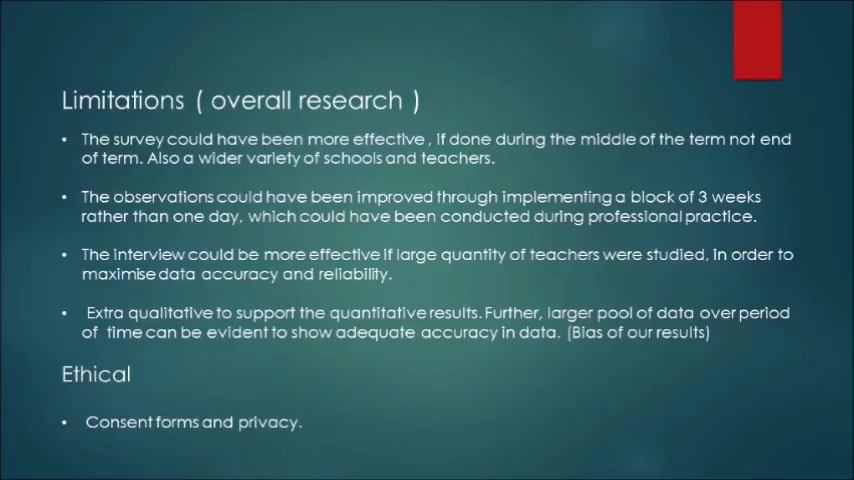 Limitations ( overall research )
• The survey could have been more effective , if done during the middle of the term not end
of term. Also a wider variety of schools and teachers.
• The observations could have been improved through implementing a block of 3 weeks
rather than one day, which could have been conducted during professional practice.
• The interview could be more effective if large quantity of teachers were studied, in order to
maximise data accuracy and reliability.
• Extra qualitative to support the quantitative results. Further, larger pool of data over period
of time can be evident to show adequate accuracy in data. (Bias of our results)
Ethical
• Consent forms and privacy.